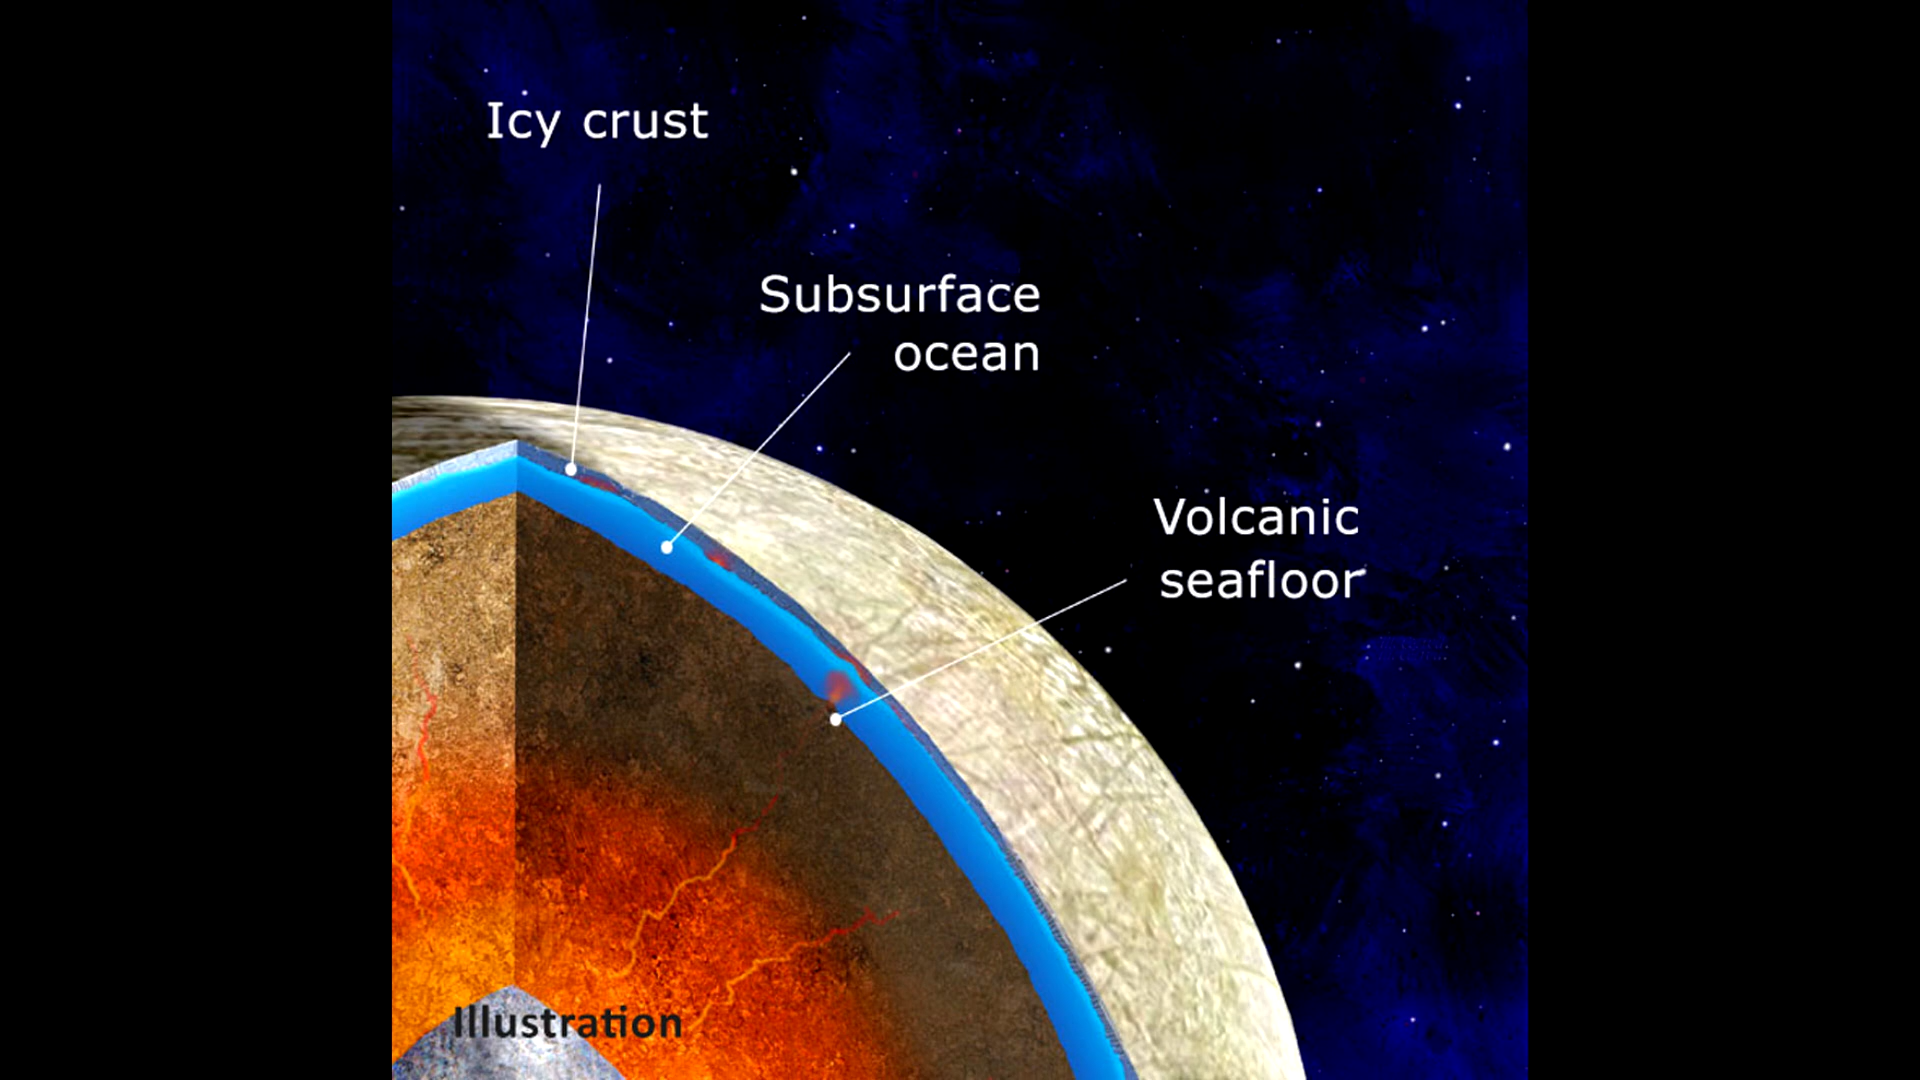 Icy crust
Subsurface
ocean
Volcanic
seafloor
Illustration